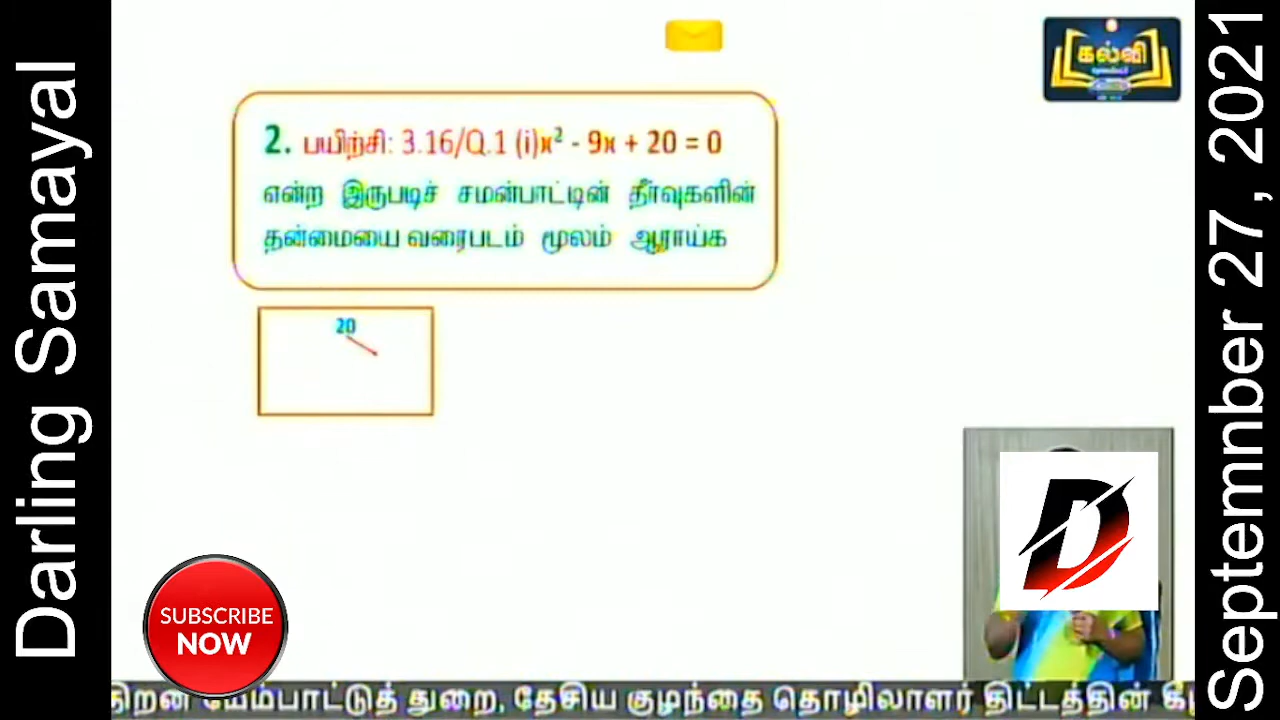 Darling Samayal
கல்வி
2. பயிற்சி: 3.16/Q.1 (i)x² - 9x + 20 = 0
என்ற இருபடிச் சமன்பாட்டின் தீர்வுகளின்
தன்மையை வரைபடம் மூலம் ஆராய்க
20
SUBSCRIBE
NOW
மேம்பாட்டுத் துறை, தேசிய குழந்தை தொழிலாளர் திட்டத்தின்
Septemnber 27, 2021